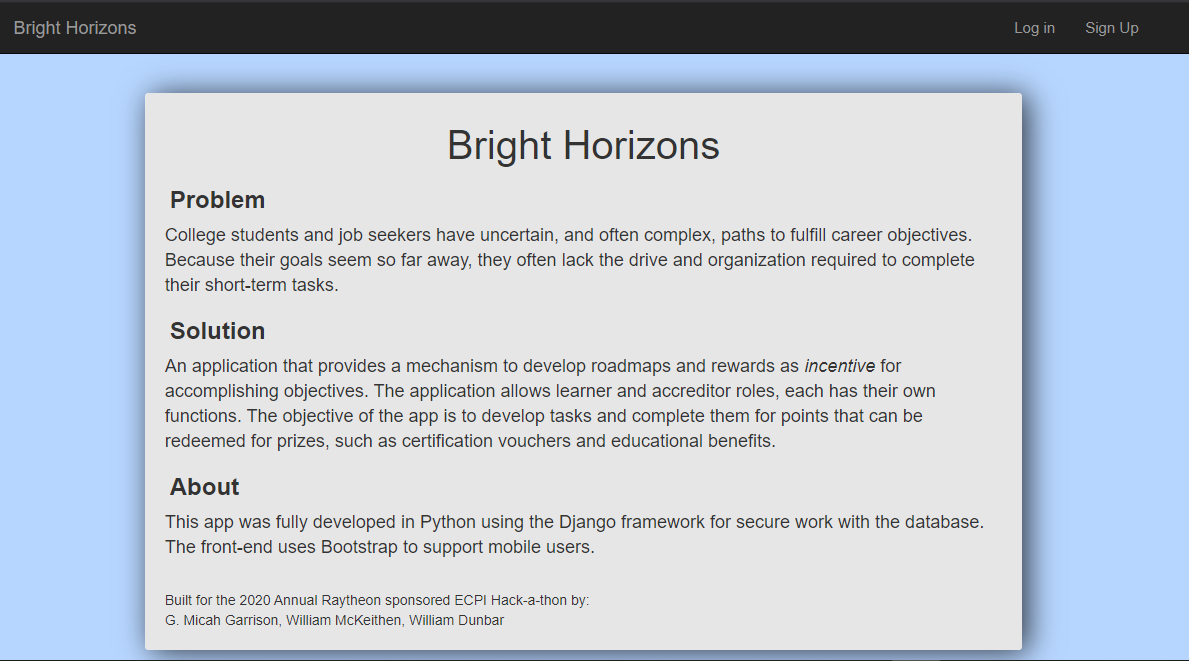 Bright Horizons
Log in
Sign Up
Bright Horizons
Problem
College students and job seekers have uncertain, and often complex, paths to fulfill career objectives.
Because their goals seem so far away, they often lack the drive and organization required to complete
their short-term tasks.
Solution
An application that provides a mechanism to develop roadmaps and rewards as incentive for
accomplishing objectives. The application allows learner and accreditor roles, each has their own
functions. The objective of the app is to develop tasks and complete them for points that can be
redeemed for prizes, such as certification vouchers and educational benefits.
About
This app was fully developed in Python using the Django framework for secure work with the database.
The front-end uses Bootstrap to support mobile users.
Built for the 2020 Annual Raytheon sponsored ECPI Hack-a-thon by:
G. Micah Garrison, William McKeithen, William Dunbar